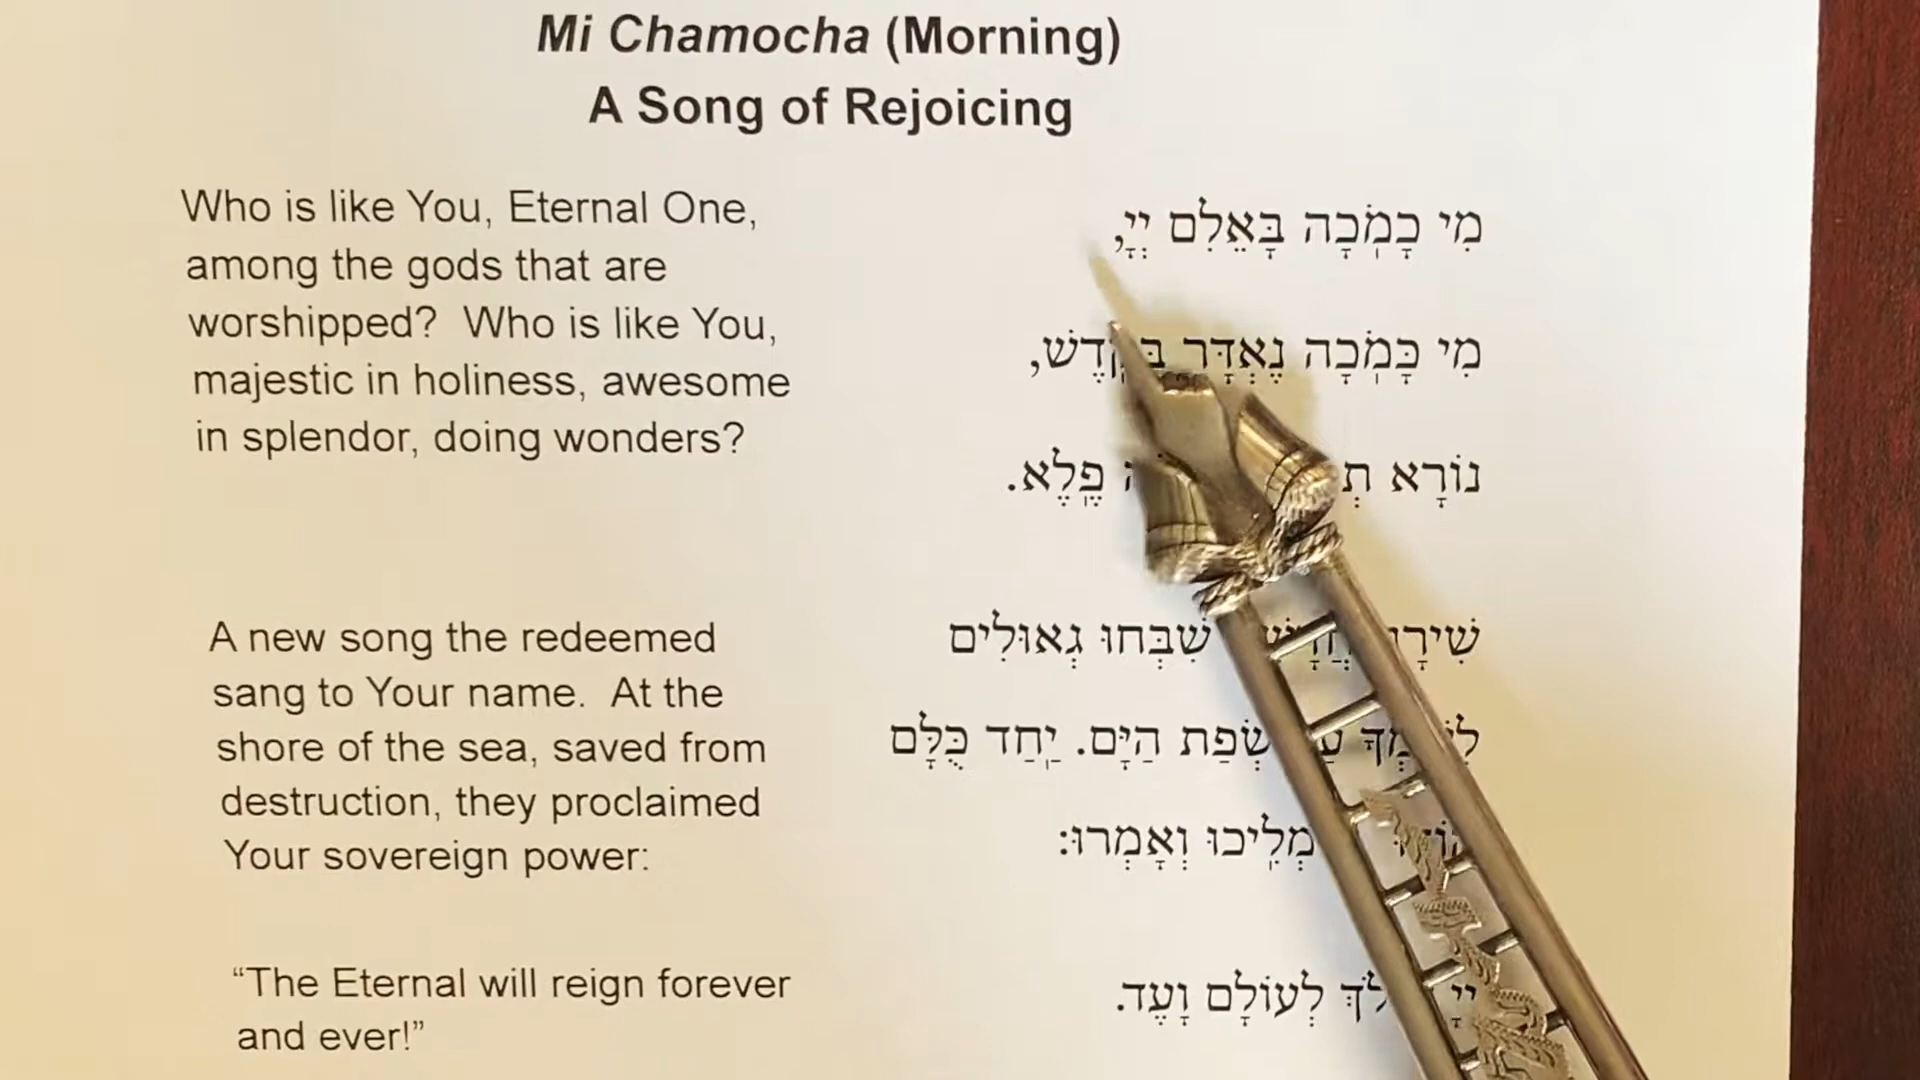 Mi Chamocha (Morning)
A Song of Rejoicing
Who is like You, Eternal One,
among the gods that are
worshipped? Who is like You,
majestic in holiness, awesome
in splendor, doing wonders?
A new song the redeemed
sang to Your name. At the
shore of the sea, saved from
destruction, they proclaimed
Your sovereign power:
“The Eternal will reign forever
and ever!”
מִי כָמֹֽכָה בָּאֵלִם יְיָ,
מִי כָּמֹֽכָה נֶאְדָּר בַּקֹּֽדֶשׁ,
נוֹרָא פֶֽלֶא.
שִׁבְּחוּ גְאוּלִים
שְׂפַת הַיָּם. יַֽחַד כֻּלָּם
וְאָמְרוּ:
לְעוֹלָם וָעֶד.